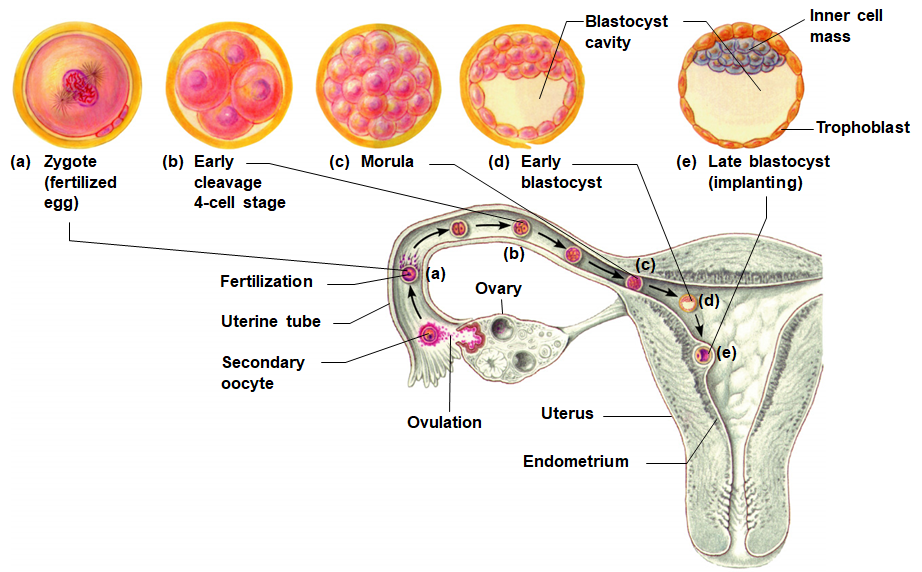 Blastocyst
cavity
Inner cell
mass
Trophoblast
(a) Zygote
(fertilized
egg)
(b) Early
cleavage
4-cell stage
(c) Morula
(d) Early
blastocyst
(e) Late blastocyst
(implanting)
(b)
(c)
Fertilization
(a)
Ovary
(d)
Uterine tube
(e)
Secondary
oocyte
Ovulation
Uterus
Endometrium